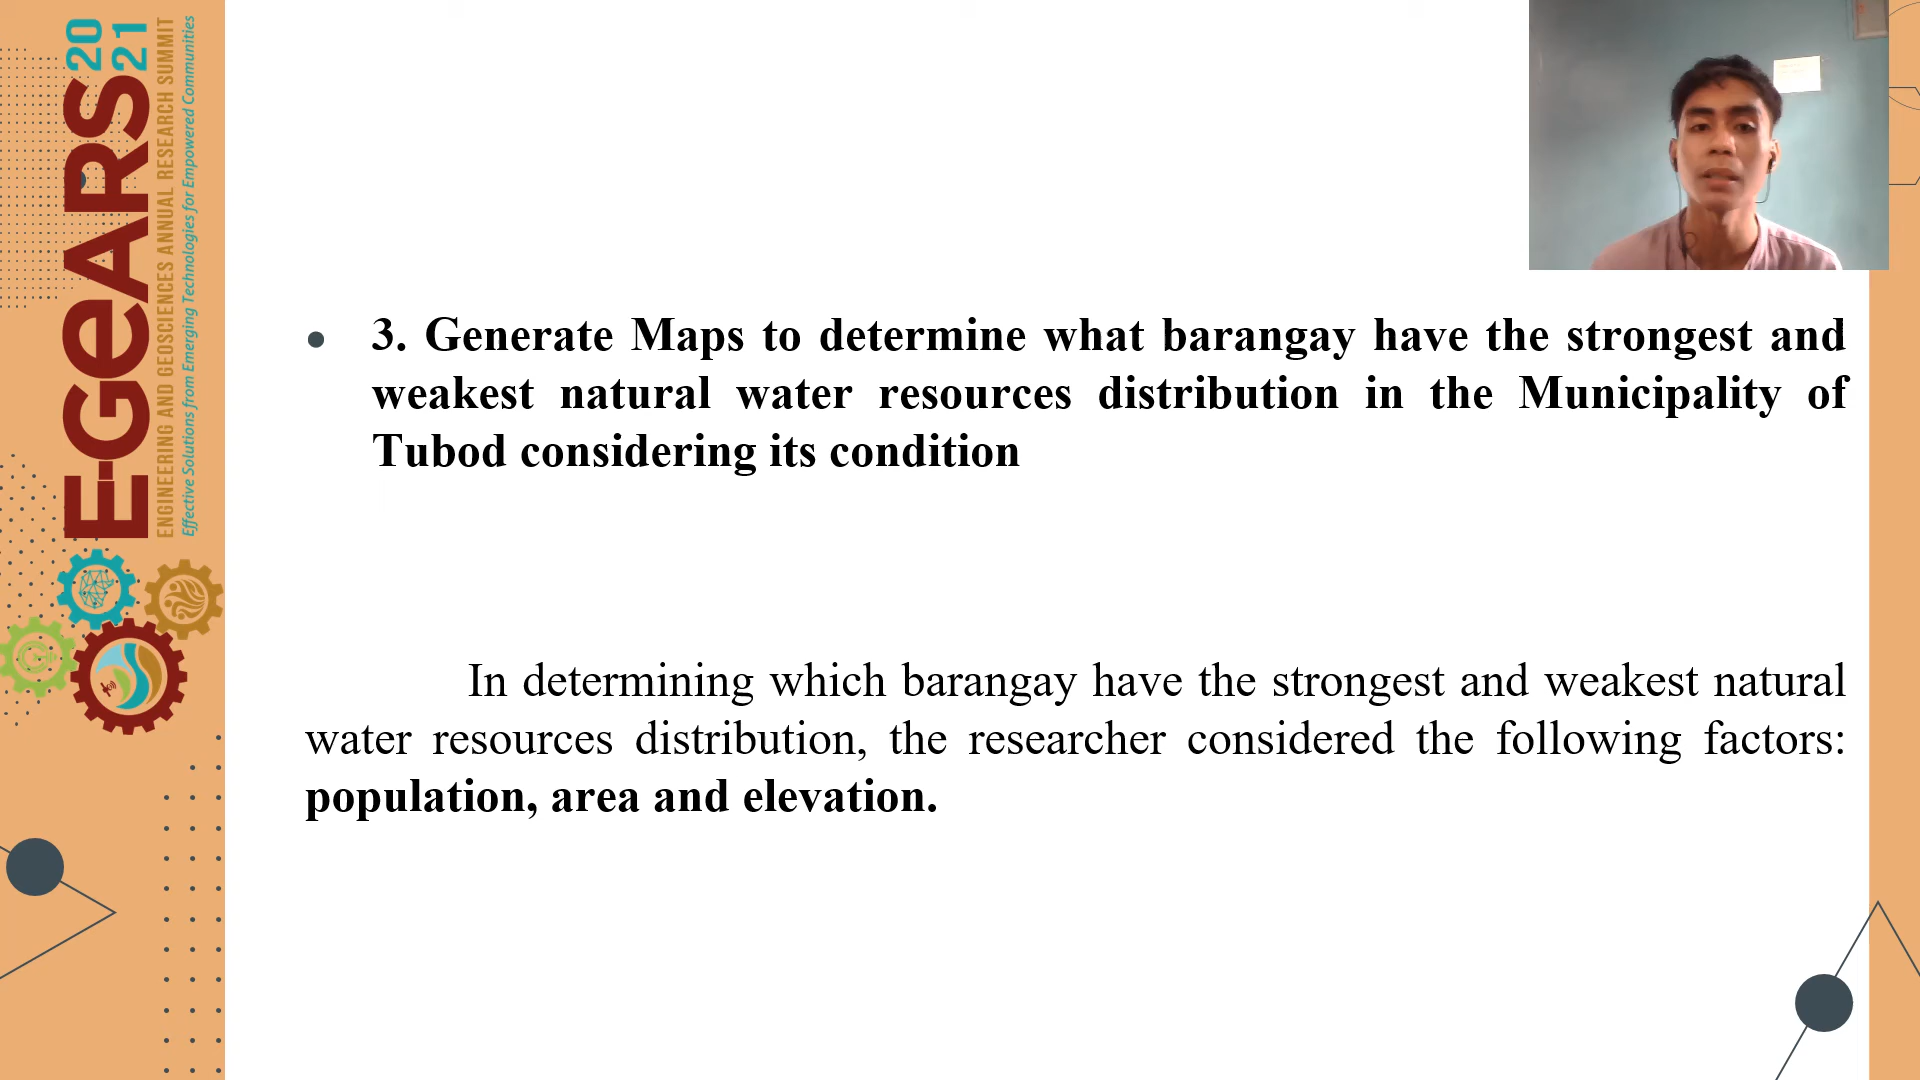 E-GeARS 20
21
ENGINEERING AND GEOSCIENCES ANNUAL RESEARCH SUMMIT
Effective Solutions from Emerging Technologies for Empowered Communities
• 3. Generate Maps to determine what barangay have the strongest and
weakest natural water resources distribution in the Municipality of
Tubod considering its condition
In determining which barangay have the strongest and weakest natural
water resources distribution, the researcher considered the following factors:
population, area and elevation.